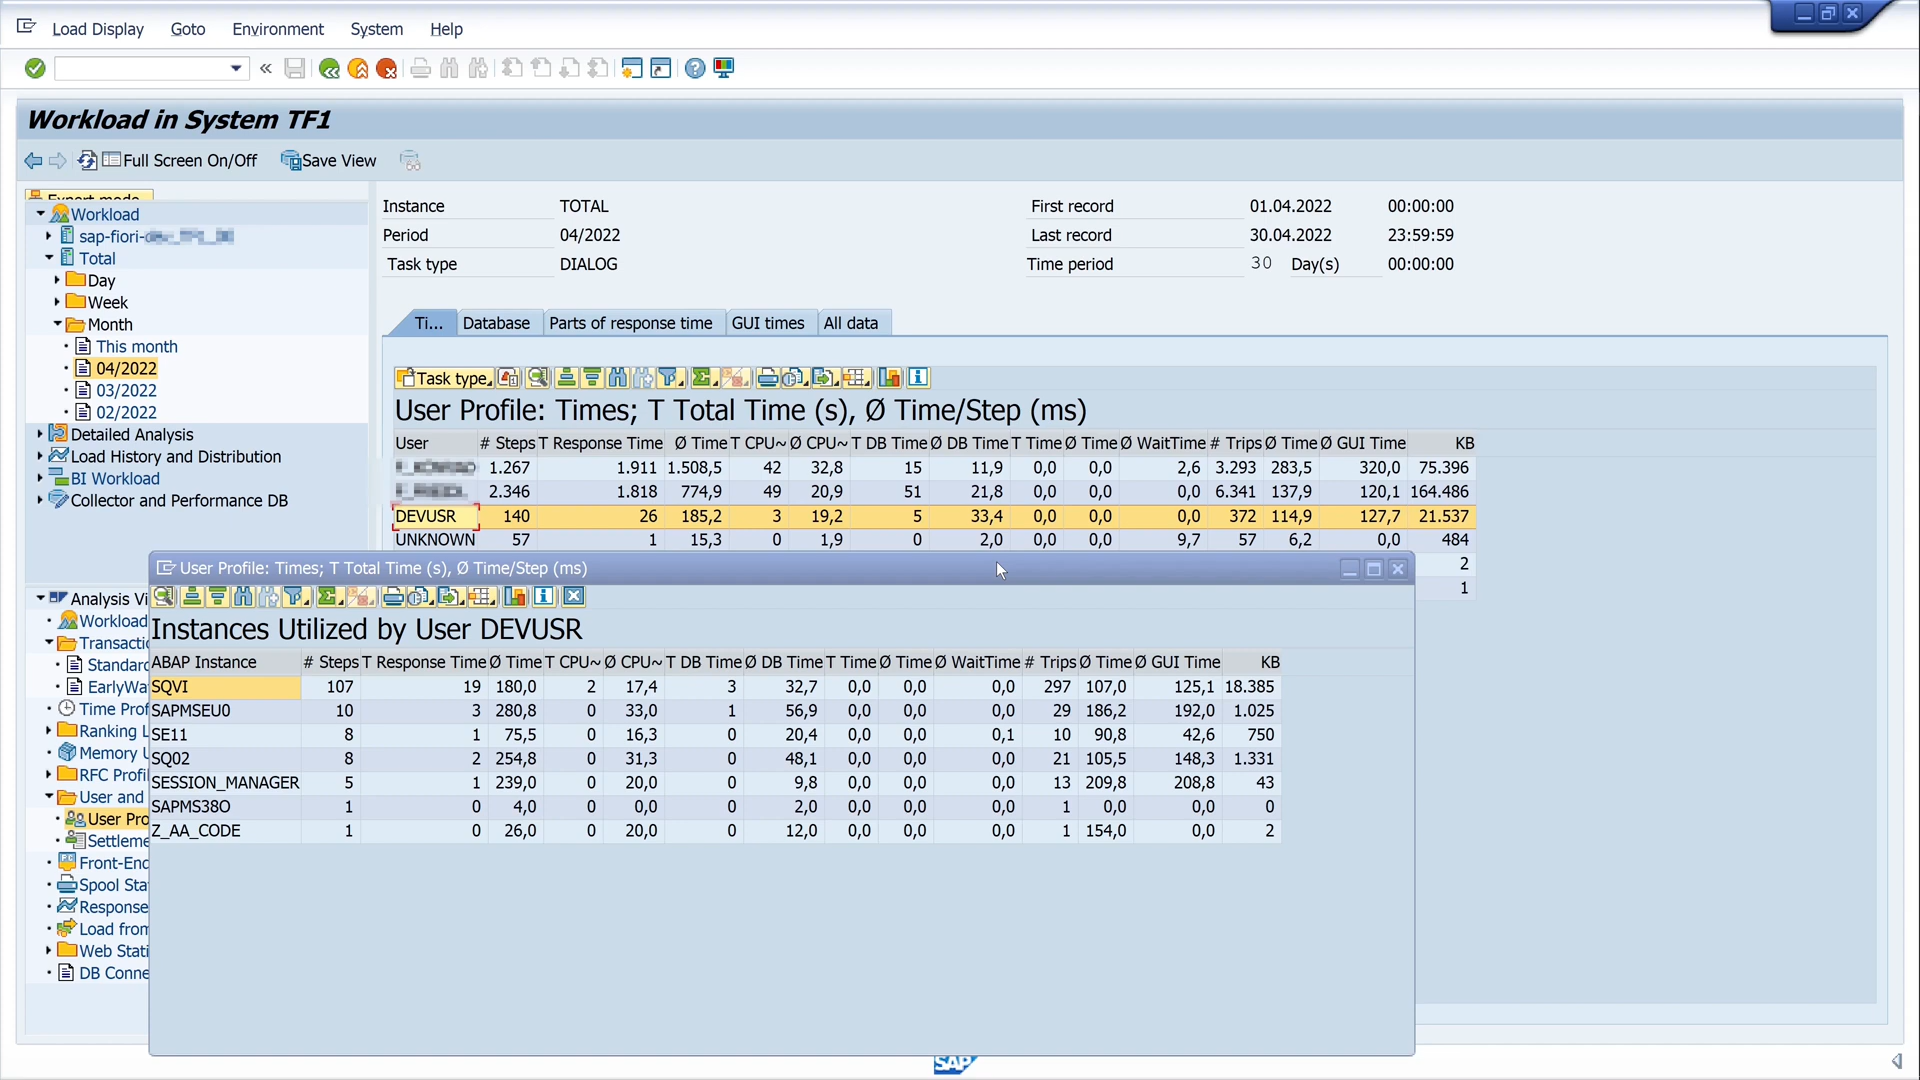 Load Display Goto Environment System Help
Workload in System TF1
Full Screen On/Off Save View
Expert mode
Workload
sap-fiori-
Total
Day
Week
Month
This month
04/2022
03/2022
02/2022
Detailed Analysis
Load History and Distribution
BI Workload
Collector and Performance DB
Instance TOTAL First record 01.04.2022 00:00:00
Period 04/2022 Last record 30.04.2022 23:59:59
Task type DIALOG Time period 30 Day(s) 00:00:00
Ti... Database Parts of response time GUI times All data
Task type
User Profile: Times; T Total Time (s), Ø Time/Step (ms)
User # Steps T Response Time Ø Time T CPU~ Ø CPU~ T DB Time Ø DB Time T Time Ø Time Ø WaitTime # Trips Ø Time Ø GUI Time KB
1.267 1.911 1.508,5 42 32,8 15 11,9 0,0 0,0 2,6 3.293 283,5 320,0 75.396
2.346 1.818 774,9 49 20,9 51 21,8 0,0 0,0 0,0 6.341 137,9 120,1 164.486
DEVUSR 140 26 185,2 3 19,2 5 33,4 0,0 0,0 0,0 372 114,9 127,7 21.537
UNKNOWN 57 1 15,3 0 1,9 0 2,0 0,0 0,0 9,7 57 6,2 0,0 484
2
1
Analysis Vi
Workload
Transacti
Standard
EarlyWa
Time Prof
Ranking L
Memory U
RFC Profi
User and
User Pro
Settleme
Front-End
Spool Sta
Response
Load from
Web Stati
DB Conne
User Profile: Times; T Total Time (s), Ø Time/Step (ms)
Instances Utilized by User DEVUSR
ABAP Instance # Steps T Response Time Ø Time T CPU~ Ø CPU~ T DB Time Ø DB Time T Time Ø Time Ø WaitTime # Trips Ø Time Ø GUI Time KB
SQVI 107 19 180,0 2 17,4 3 32,7 0,0 0,0 0,0 297 107,0 125,1 18.385
SAPMSEU0 10 3 280,8 0 33,0 1 56,9 0,0 0,0 0,0 29 186,2 192,0 1.025
SE11 8 1 75,5 0 16,3 0 20,4 0,0 0,0 0,1 10 90,8 42,6 750
SQ02 8 2 254,8 0 31,3 0 48,1 0,0 0,0 0,0 21 105,5 148,3 1.331
SESSION_MANAGER 5 1 239,0 0 20,0 0 9,8 0,0 0,0 0,0 13 209,8 208,8 43
SAPMS38O 1 0 4,0 0 0,0 0 2,0 0,0 0,0 0,0 1 0,0 0,0 0
Z_AA_CODE 1 0 26,0 0 20,0 0 12,0 0,0 0,0 0,0 1 154,0 0,0 2
SAP